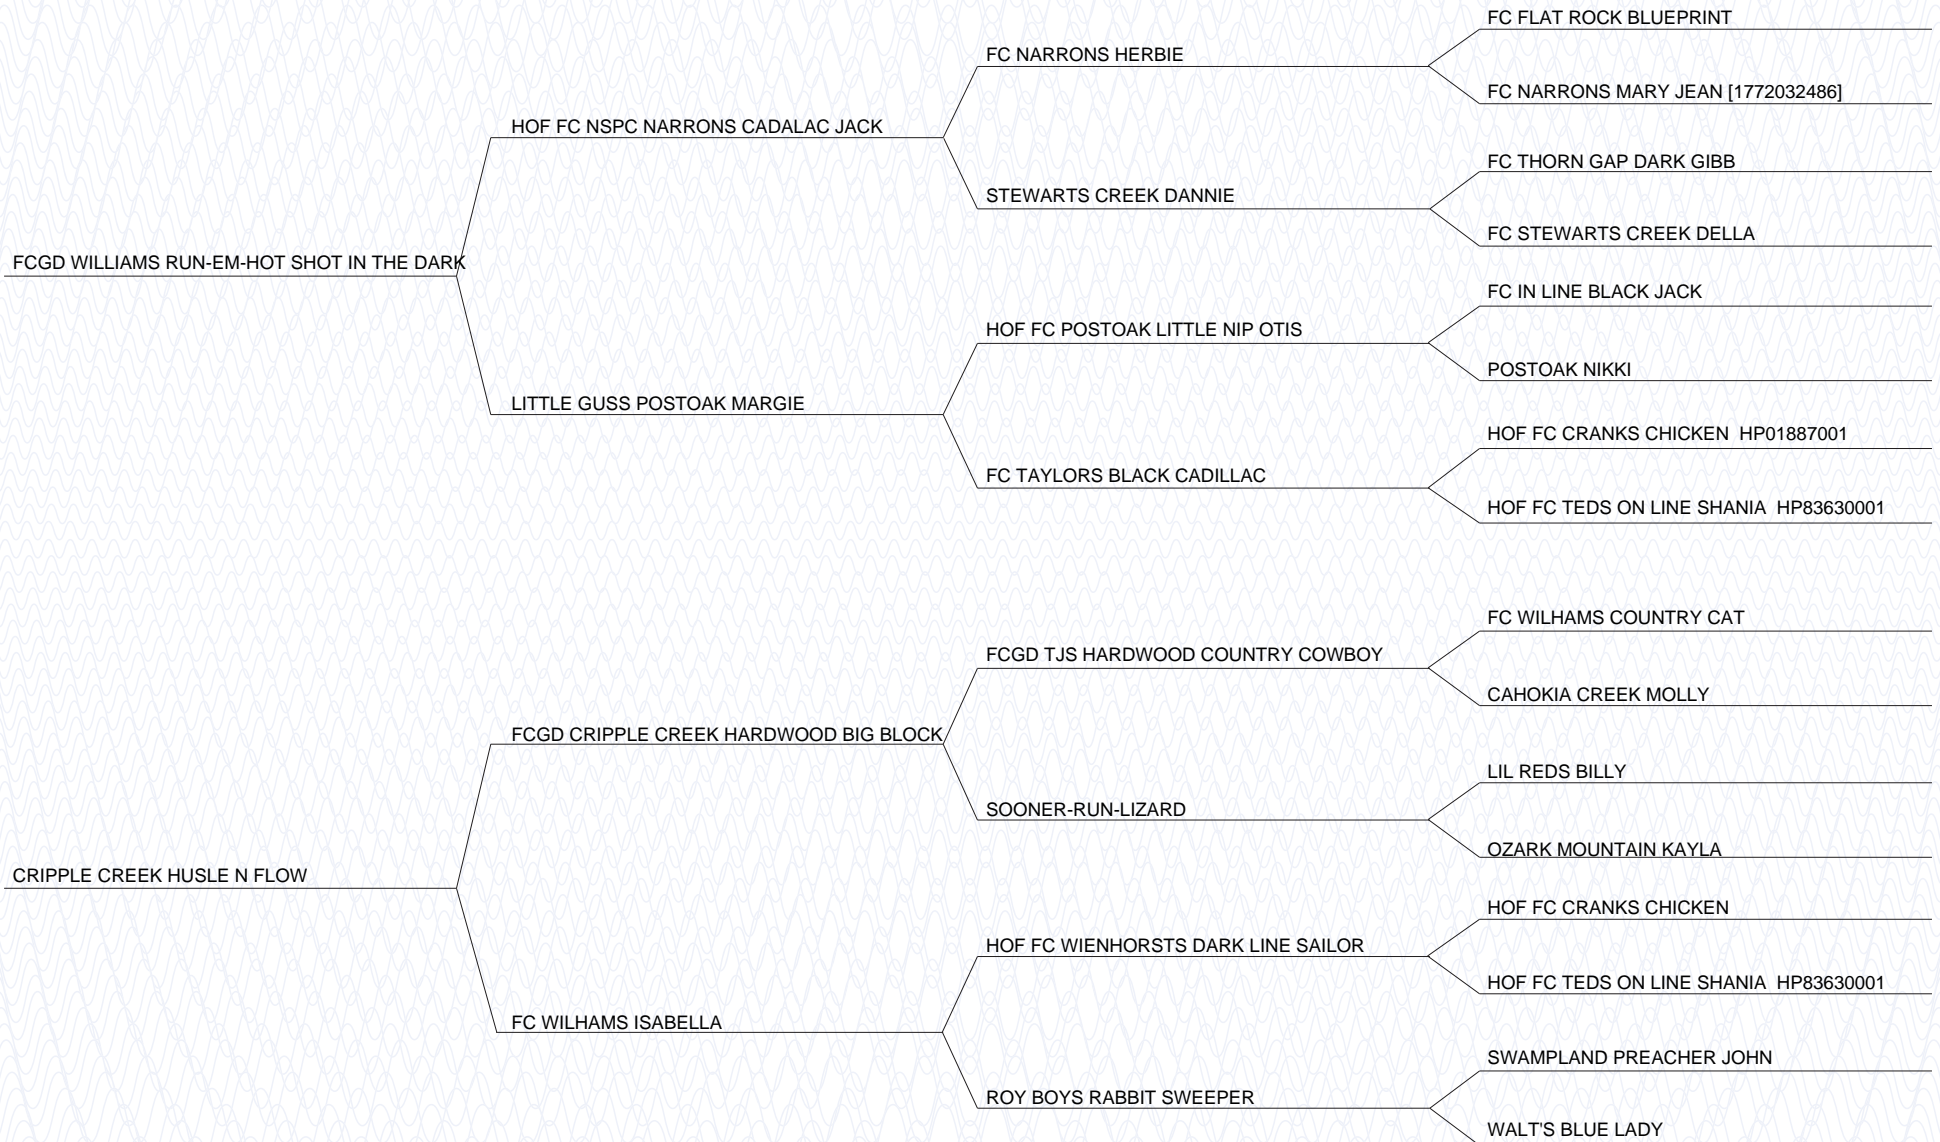 FC FLAT ROCK BLUEPRINT
FC NARRONS HERBIE
FC NARRONS MARY JEAN [1772032486]
HOF FC NSPC NARRONS CADALAC JACK
FC THORN GAP DARK GIBB
STEWARTS CREEK DANNIE
FC STEWARTS CREEK DELLA
FCGD WILLIAMS RUN-EM-HOT SHOT IN THE DARK
FC IN LINE BLACK JACK
HOF FC POSTOAK LITTLE NIP OTIS
POSTOAK NIKKI
LITTLE GUSS POSTOAK MARGIE
HOF FC CRANKS CHICKEN  HP01887001
FC TAYLORS BLACK CADILLAC
HOF FC TEDS ON LINE SHANIA  HP83630001
FC WILHAMS COUNTRY CAT
FCGD TJS HARDWOOD COUNTRY COWBOY
CAHOKIA CREEK MOLLY
FCGD CRIPPLE CREEK HARDWOOD BIG BLOCK
LIL REDS BILLY
SOONER-RUN-LIZARD
OZARK MOUNTAIN KAYLA
CRIPPLE CREEK HUSLE N FLOW
HOF FC CRANKS CHICKEN
HOF FC WIENHORSTS DARK LINE SAILOR
HOF FC TEDS ON LINE SHANIA  HP83630001
FC WILHAMS ISABELLA
SWAMPLAND PREACHER JOHN
ROY BOYS RABBIT SWEEPER
WALT'S BLUE LADY